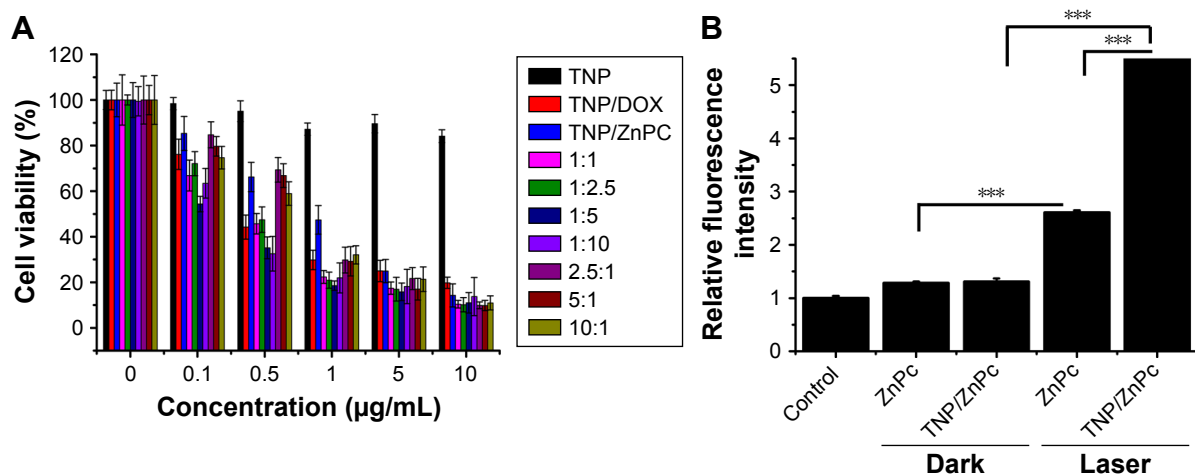 A
120
100
80
60
40
20
0
Cell viability (%)
0 0.1 0.5 1 5 10
Concentration (µg/mL)
TNP
TNP/DOX
TNP/ZnPC
1:1
1:2.5
1:5
1:10
2.5:1
5:1
10:1
B
***
***
***
5
4
3
2
1
0
Relative fluorescence
intensity
Control ZnPc TNP/ZnPc ZnPc TNP/ZnPc
Dark Laser